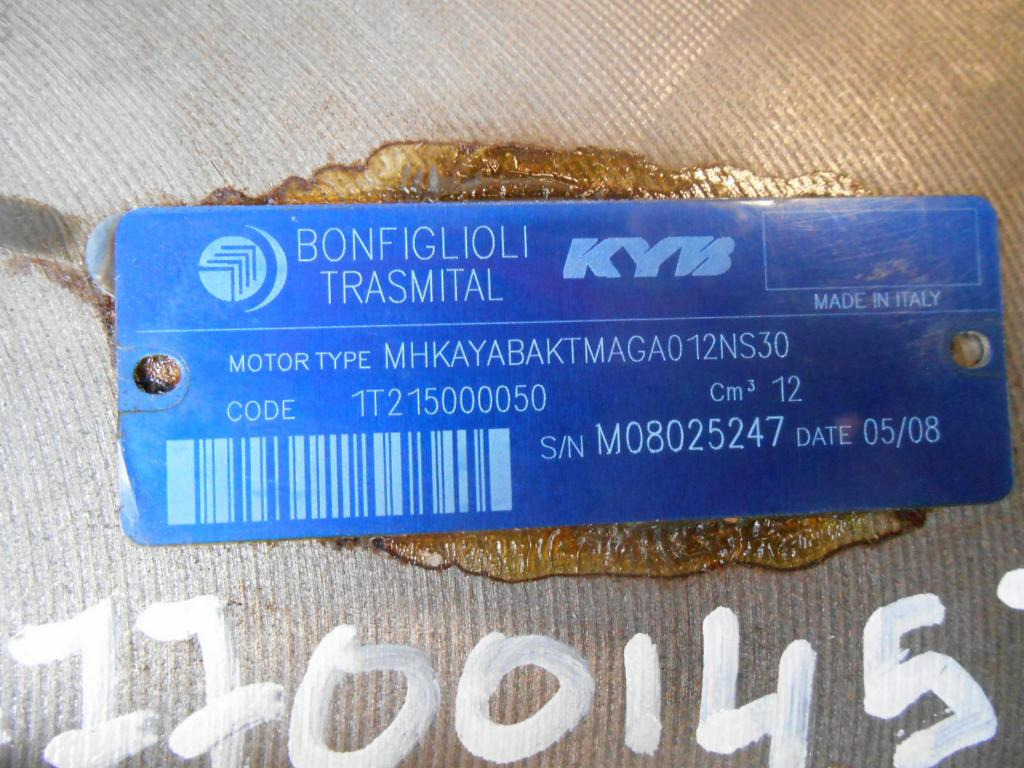 BONFIGLIOLI
TRASMITAL
KYB
MADE IN ITALY
MOTOR TYPE MHKAYABAKTMAGA012NS30
CODE 1T215000050
Cm³ 12
S/N M08025247 DATE 05/08